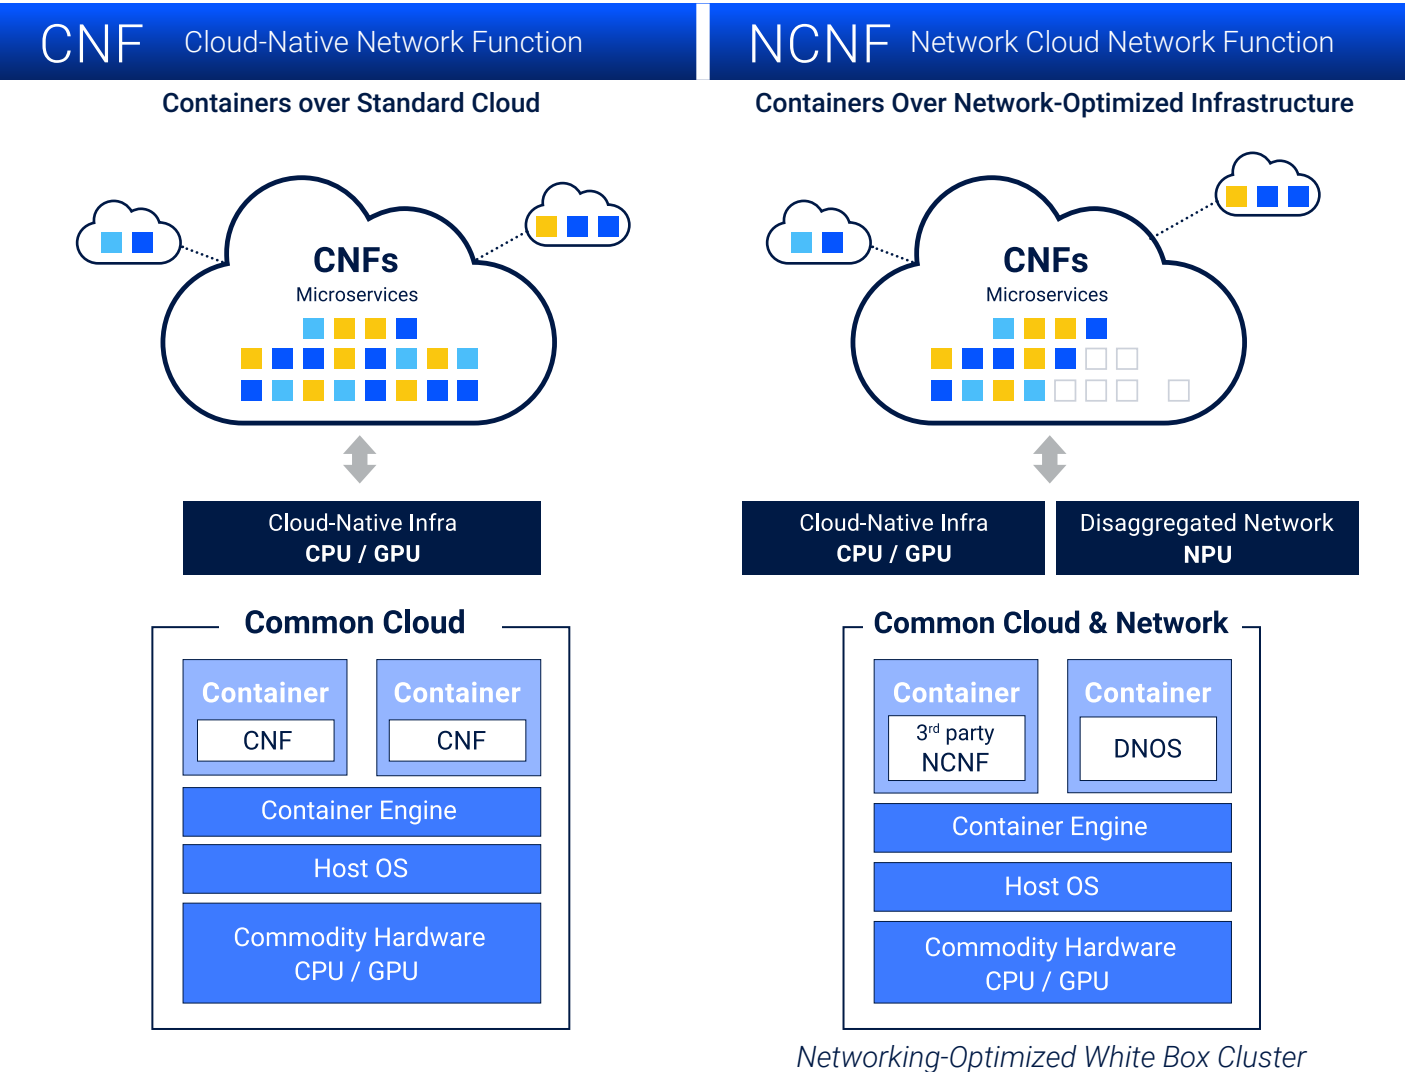 CNF Cloud-Native Network Function
Containers over Standard Cloud
CNFs
Microservices
Cloud-Native Infra
CPU / GPU
Common Cloud
Container
CNF
Container
CNF
Container Engine
Host OS
Commodity Hardware
CPU / GPU
NCNF Network Cloud Network Function
Containers Over Network-Optimized Infrastructure
CNFs
Microservices
Cloud-Native Infra
CPU / GPU
Disaggregated Network
NPU
Common Cloud & Network
Container
3rd party
NCNF
Container
DNOS
Container Engine
Host OS
Commodity Hardware
CPU / GPU
Networking-Optimized White Box Cluster